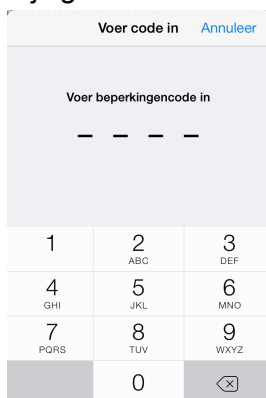 Voer code in Annuleer
Voer beperkingencode in
1 2 3
ABC DEF
4 5 6
GHI JKL MNO
7 8 9
PQRS TUV WXYZ
0